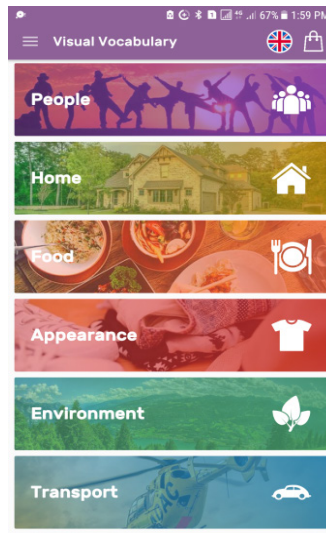 67% 1:59 PM
Visual Vocabulary
People
Home
Food
Appearance
Environment
Transport